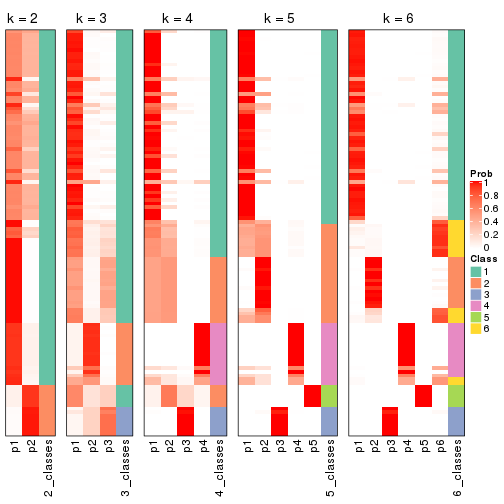 k = 2
k = 3
k = 4
k = 5
k = 6
Prob
1
0.8
0.6
0.4
0.2
0
Class
1
2
3
4
5
6
p1
p2
2_classes
p1
p2
p3
3_classes
p1
p2
p3
p4
4_classes
p1
p2
p3
p4
p5
5_classes
p1
p2
p3
p4
p5
p6
6_classes